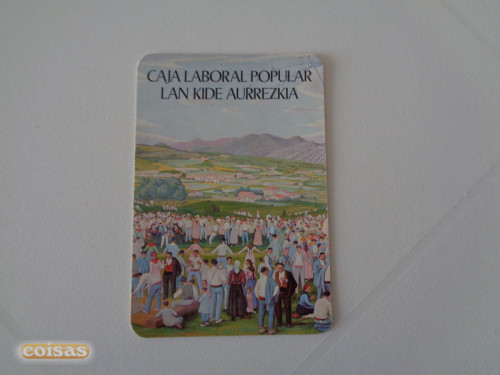 CAJA LABORAL POPULAR
LAN KIDE AURREZKIA
coisas